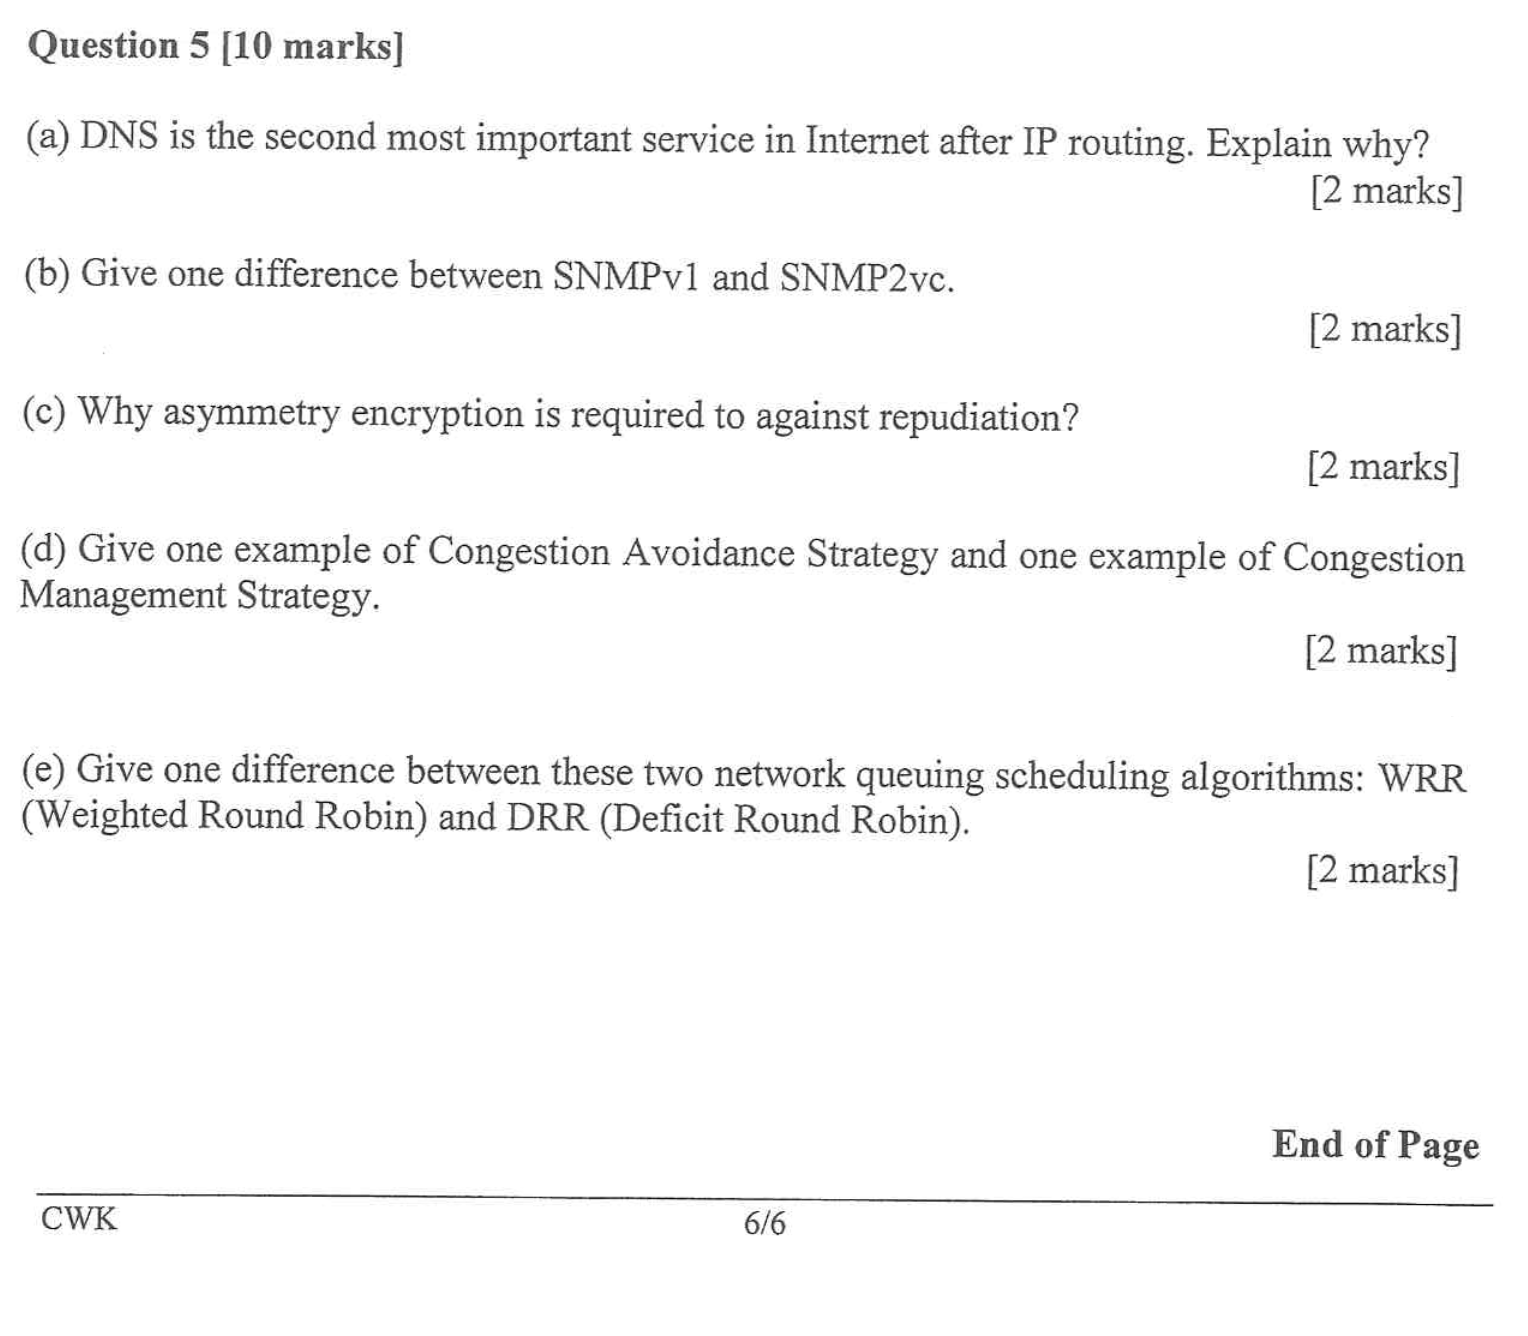 Question 5 [10 marks]
(a) DNS is the second most important service in Internet after IP routing. Explain why?
[2 marks]
(b) Give one difference between SNMPv1 and SNMP2vc.
[2 marks]
(c) Why asymmetry encryption is required to against repudiation?
[2 marks]
(d) Give one example of Congestion Avoidance Strategy and one example of Congestion
Management Strategy.
[2 marks]
(e) Give one difference between these two network queuing scheduling algorithms: WRR
(Weighted Round Robin) and DRR (Deficit Round Robin).
[2 marks]
End of Page
CWK
6/6